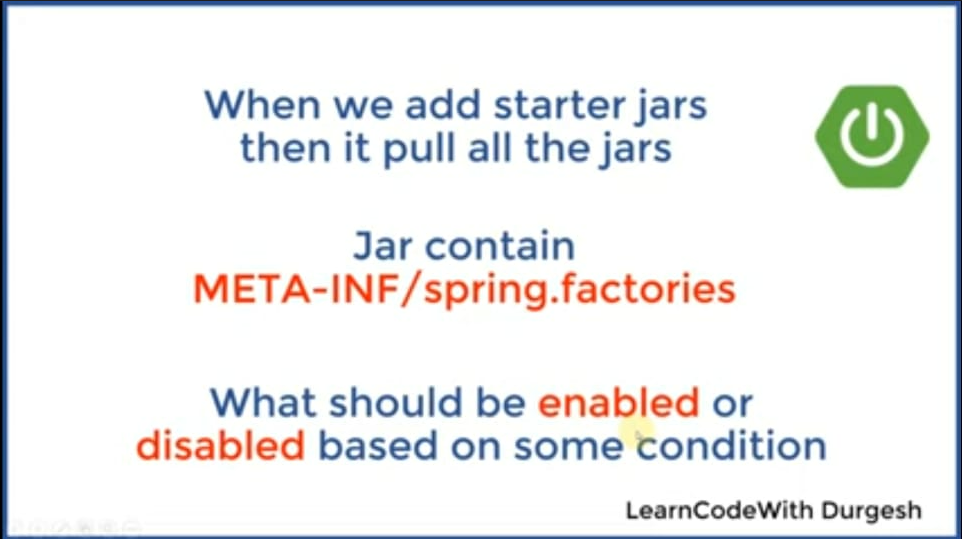 When we add starter jars
then it pull all the jars
Jar contain
META-INF/spring.factories
What should be enabled or
disabled based on some condition
LearnCodeWith Durgesh